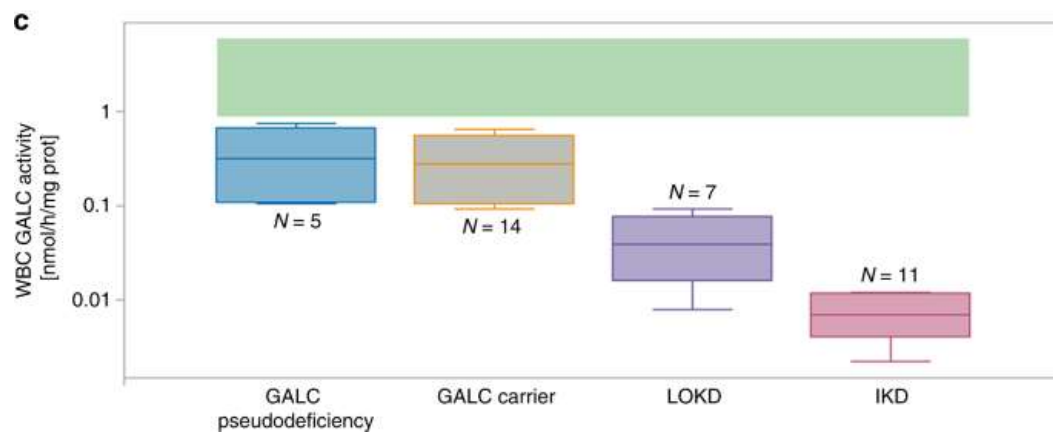 c
WBC GALC activity
[nmol/h/mg prot]
1
0.1
0.01
N = 5
N = 14
N = 7
N = 11
GALC
pseudodeficiency
GALC carrier
LOKD
IKD